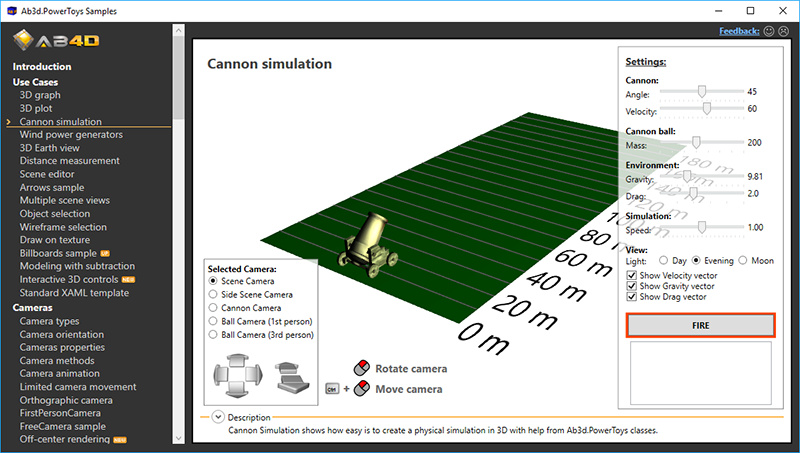 Ab3d.PowerToys Samples
AB4D
Feedback:
Introduction
Use Cases
3D graph
3D plot
Cannon simulation
Wind power generators
3D Earth view
Distance measurement
Scene editor
Arrows sample
Multiple scene views
Object selection
Wireframe selection
Draw on texture
Billboards sample UP
Modeling with subtraction
Interactive 3D controls NEW
Standard XAML template
Cameras
Camera types
Camera orientation
Cameras properties
Camera methods
Camera animation
Limited camera movement
Orthographic camera
FirstPersonCamera
FreeCamera sample
Off-center rendering NEW
Cannon simulation
180 m
160 m
140 m
120 m
100 m
80 m
60 m
40 m
20 m
0 m
Selected Camera:
Scene Camera
Side Scene Camera
Cannon Camera
Ball Camera (1st person)
Ball Camera (3rd person)
Rotate camera
Ctrl + Move camera
Settings:
Cannon:
Angle: 45
Velocity: 60
Cannon ball:
Mass: 200
Environment:
Gravity: 9.81
Drag: 2.0
Simulation:
Speed: 1.00
View:
Light: Day Evening Moon
Show Velocity vector
Show Gravity vector
Show Drag vector
FIRE
Description
Cannon Simulation shows how easy is to create a physical simulation in 3D with help from Ab3d.PowerToys classes.